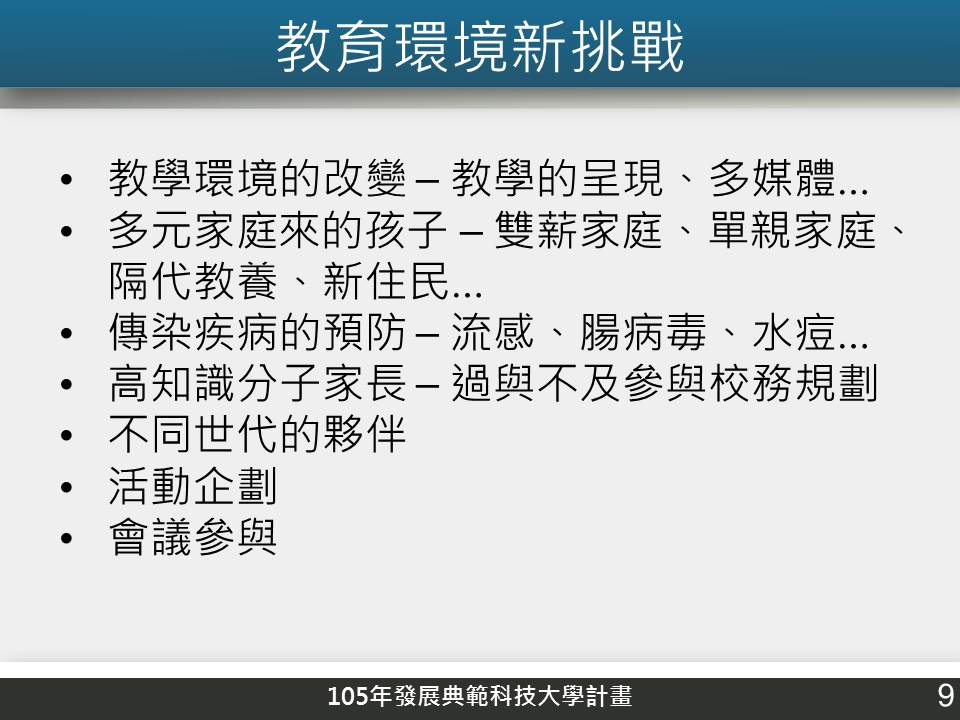 教育環境新挑戰
• 教學環境的改變 – 教學的呈現、多媒體...
• 多元家庭來的孩子 – 雙薪家庭、單親家庭、
隔代教養、新住民...
• 傳染疾病的預防 – 流感、腸病毒、水痘...
• 高知識分子家長 – 過與不及參與校務規劃
• 不同世代的夥伴
• 活動企劃
• 會議參與
105年發展典範科技大學計畫
9